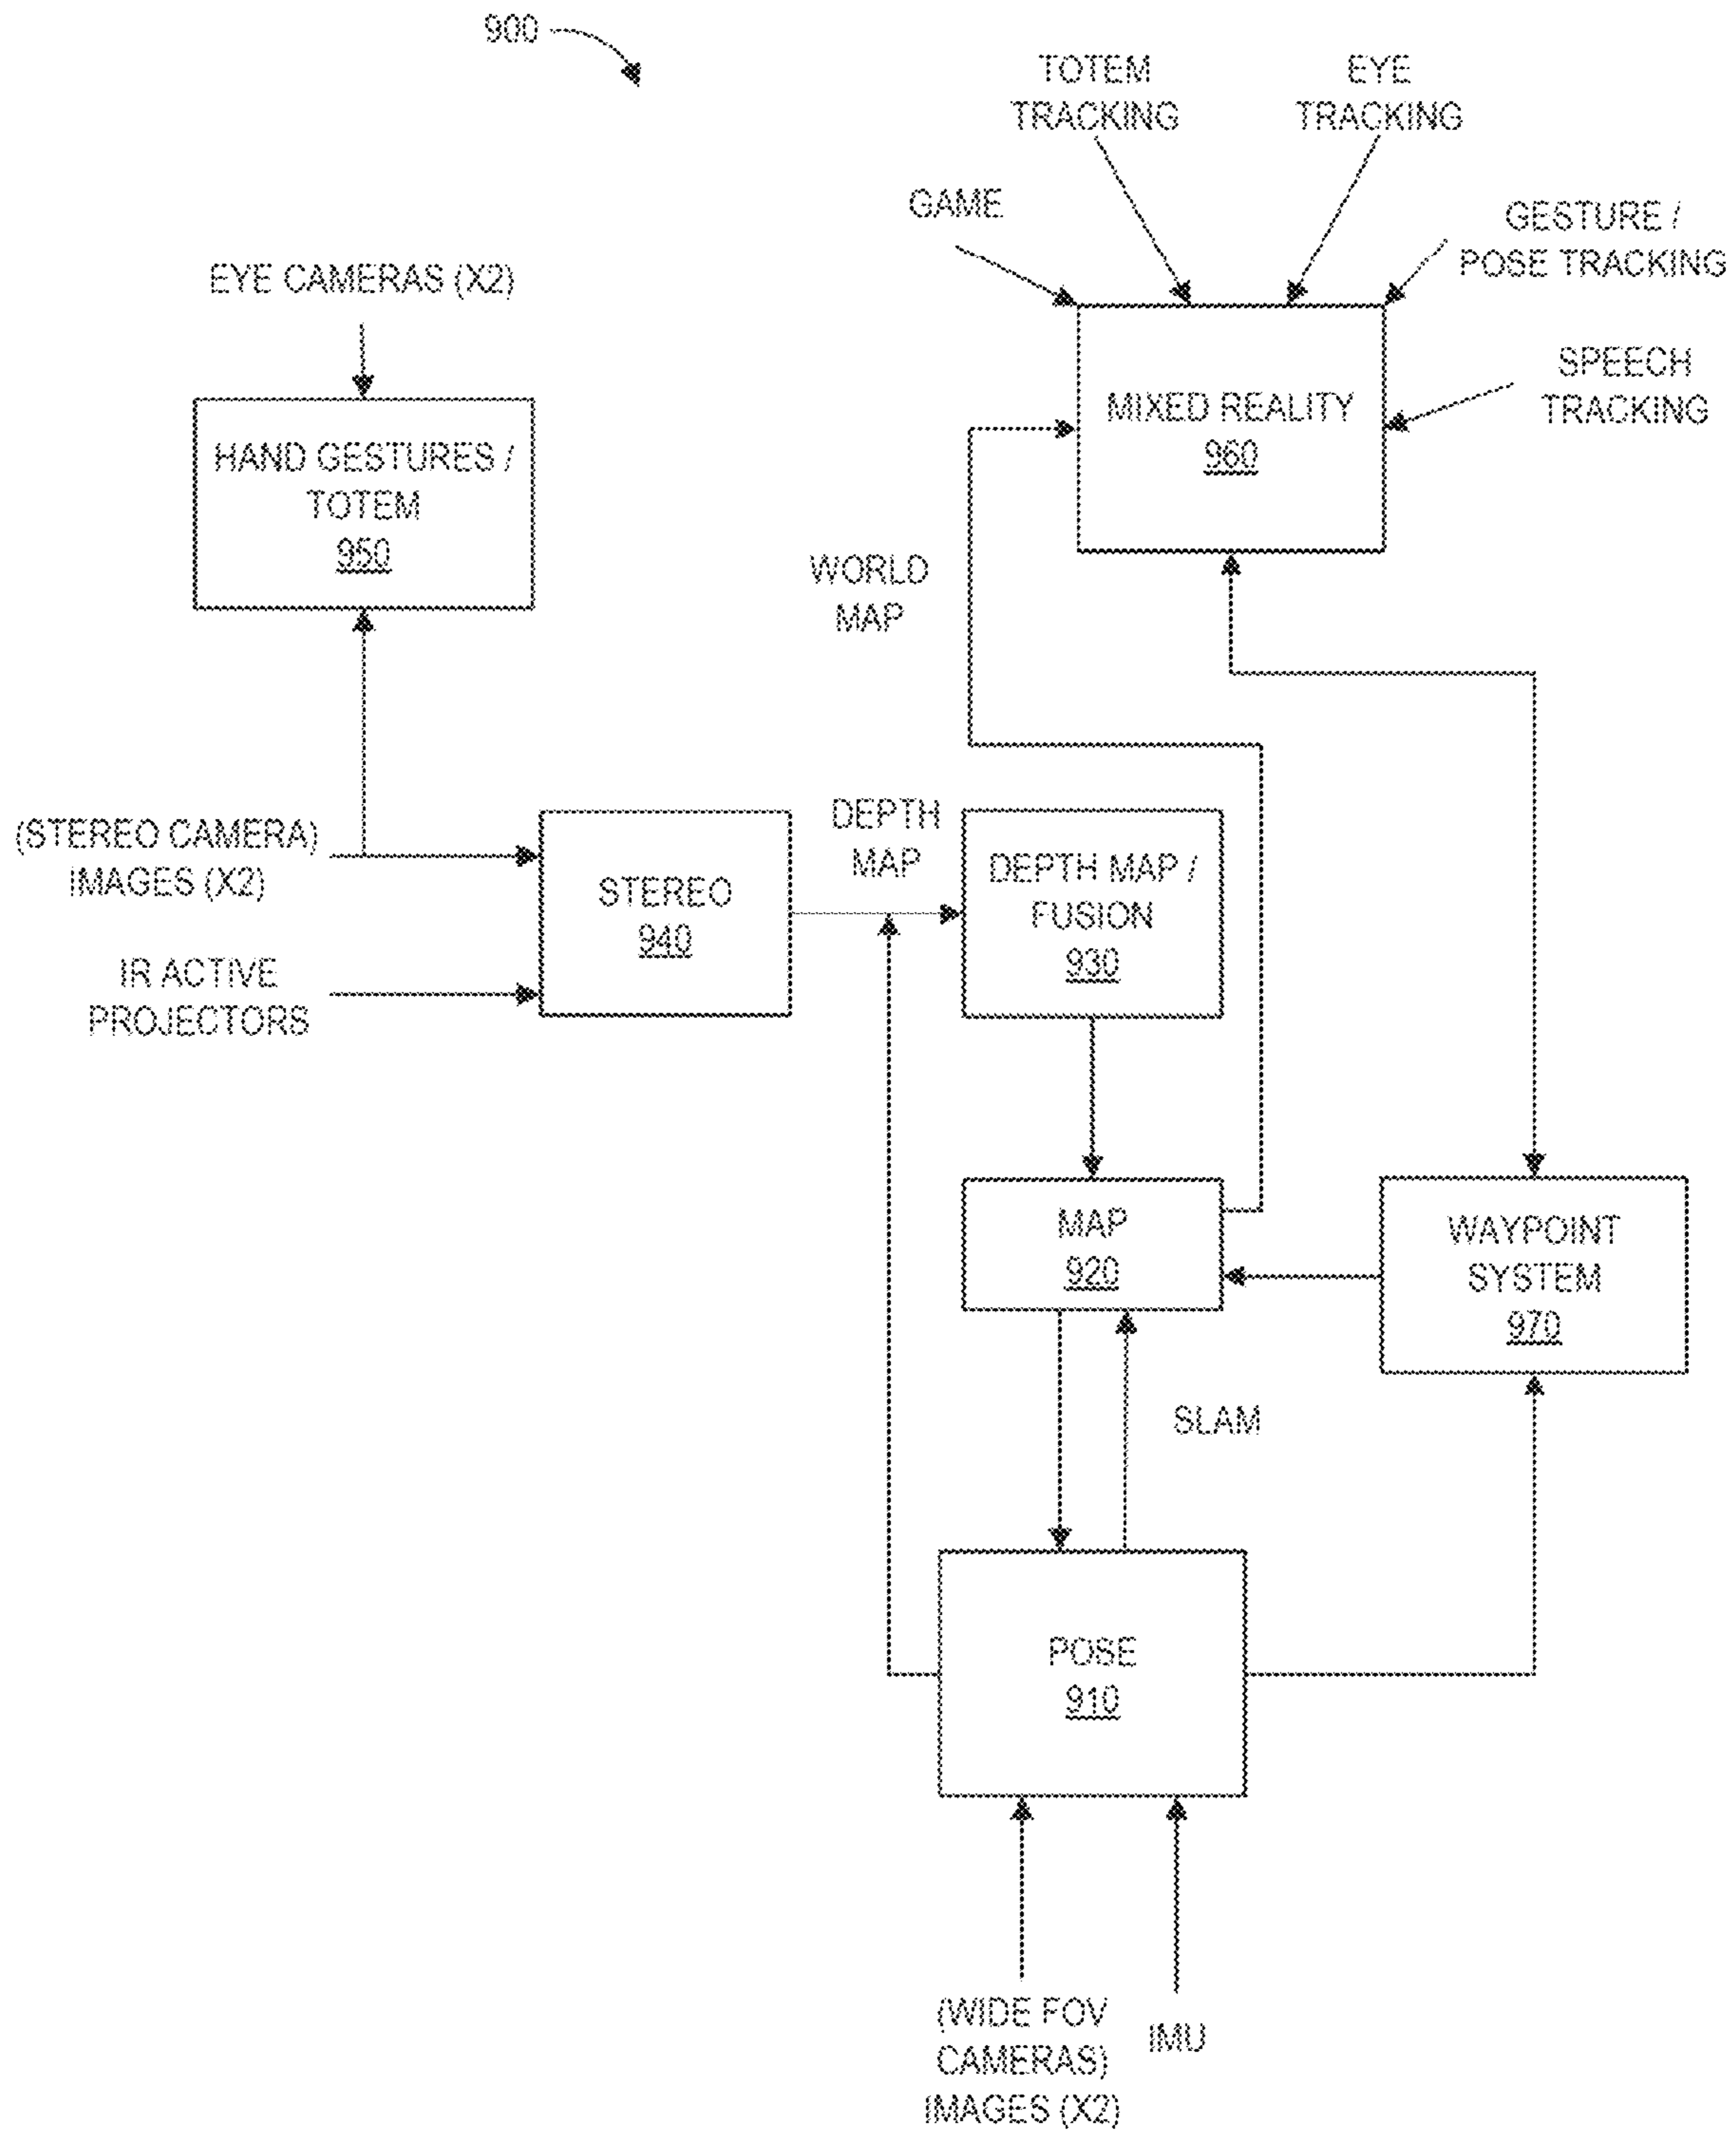 900
TOTEM
TRACKING
EYE
TRACKING
GAME
GESTURE /
POSE TRACKING
EYE CAMERAS (X2)
SPEECH
TRACKING
MIXED REALITY
960
HAND GESTURES /
TOTEM
950
WORLD
MAP
(STEREO CAMERA)
IMAGES (X2)
IR ACTIVE
PROJECTORS
STEREO
940
DEPTH
MAP
DEPTH MAP /
FUSION
930
MAP
920
WAYPOINT
SYSTEM
970
SLAM
POSE
910
(WIDE FOV
CAMERAS)
IMAGES (X2)
IMU